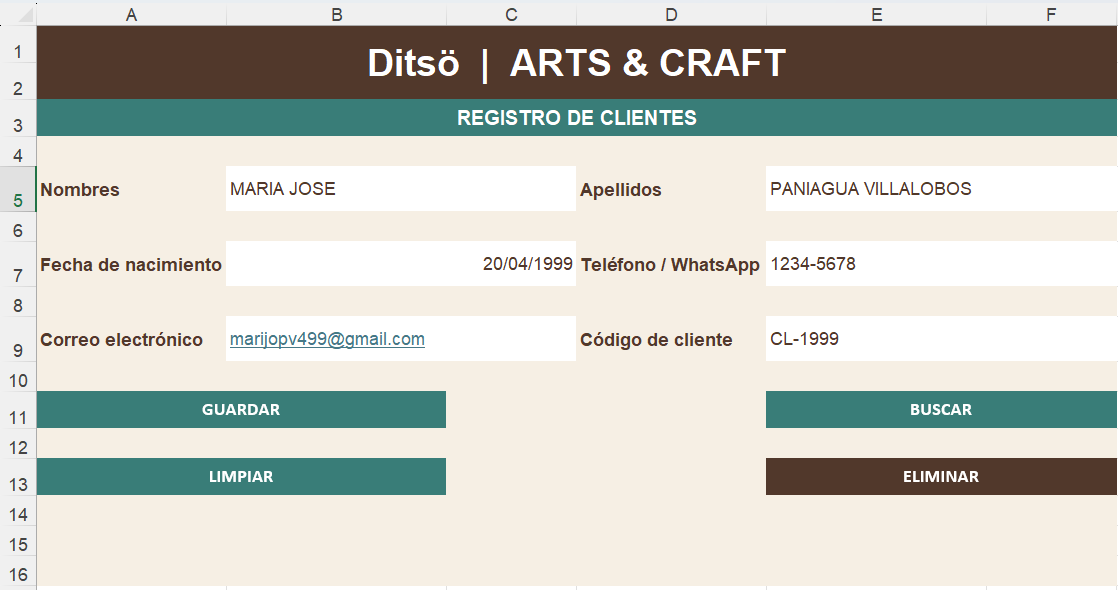 A B C D E F
1
2 Ditsö | ARTS & CRAFT
3 REGISTRO DE CLIENTES
4
5 Nombres MARIA JOSE Apellidos PANIAGUA VILLALOBOS
6
7 Fecha de nacimiento 20/04/1999 Teléfono / WhatsApp 1234-5678
8
9 Correo electrónico marijopv499@gmail.com Código de cliente CL-1999
10
11 GUARDAR BUSCAR
12
13 LIMPIAR ELIMINAR
14
15
16